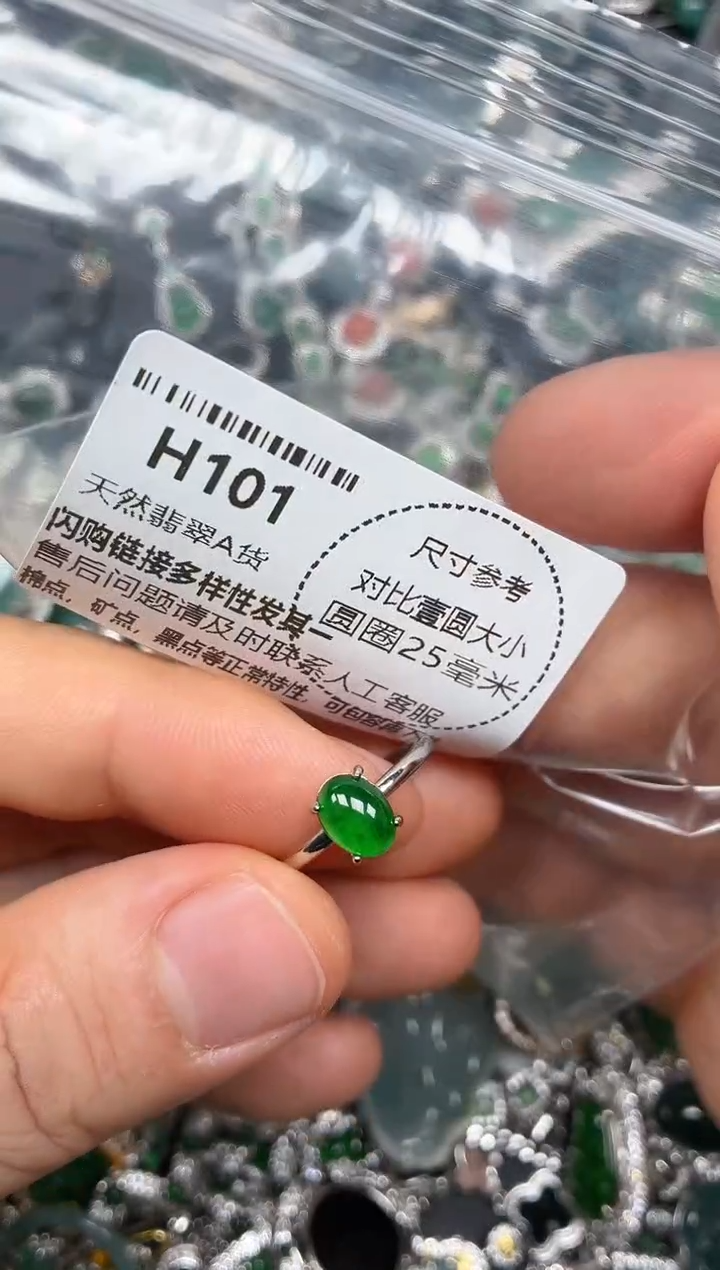 H101
天然翡翠A货
闪购链接多样性发其一
售后问题请及时联系人工客服
棉点，矿点，黑点等正常特性，可包
尺寸参考
对比壹圆大小
圆圈25毫米